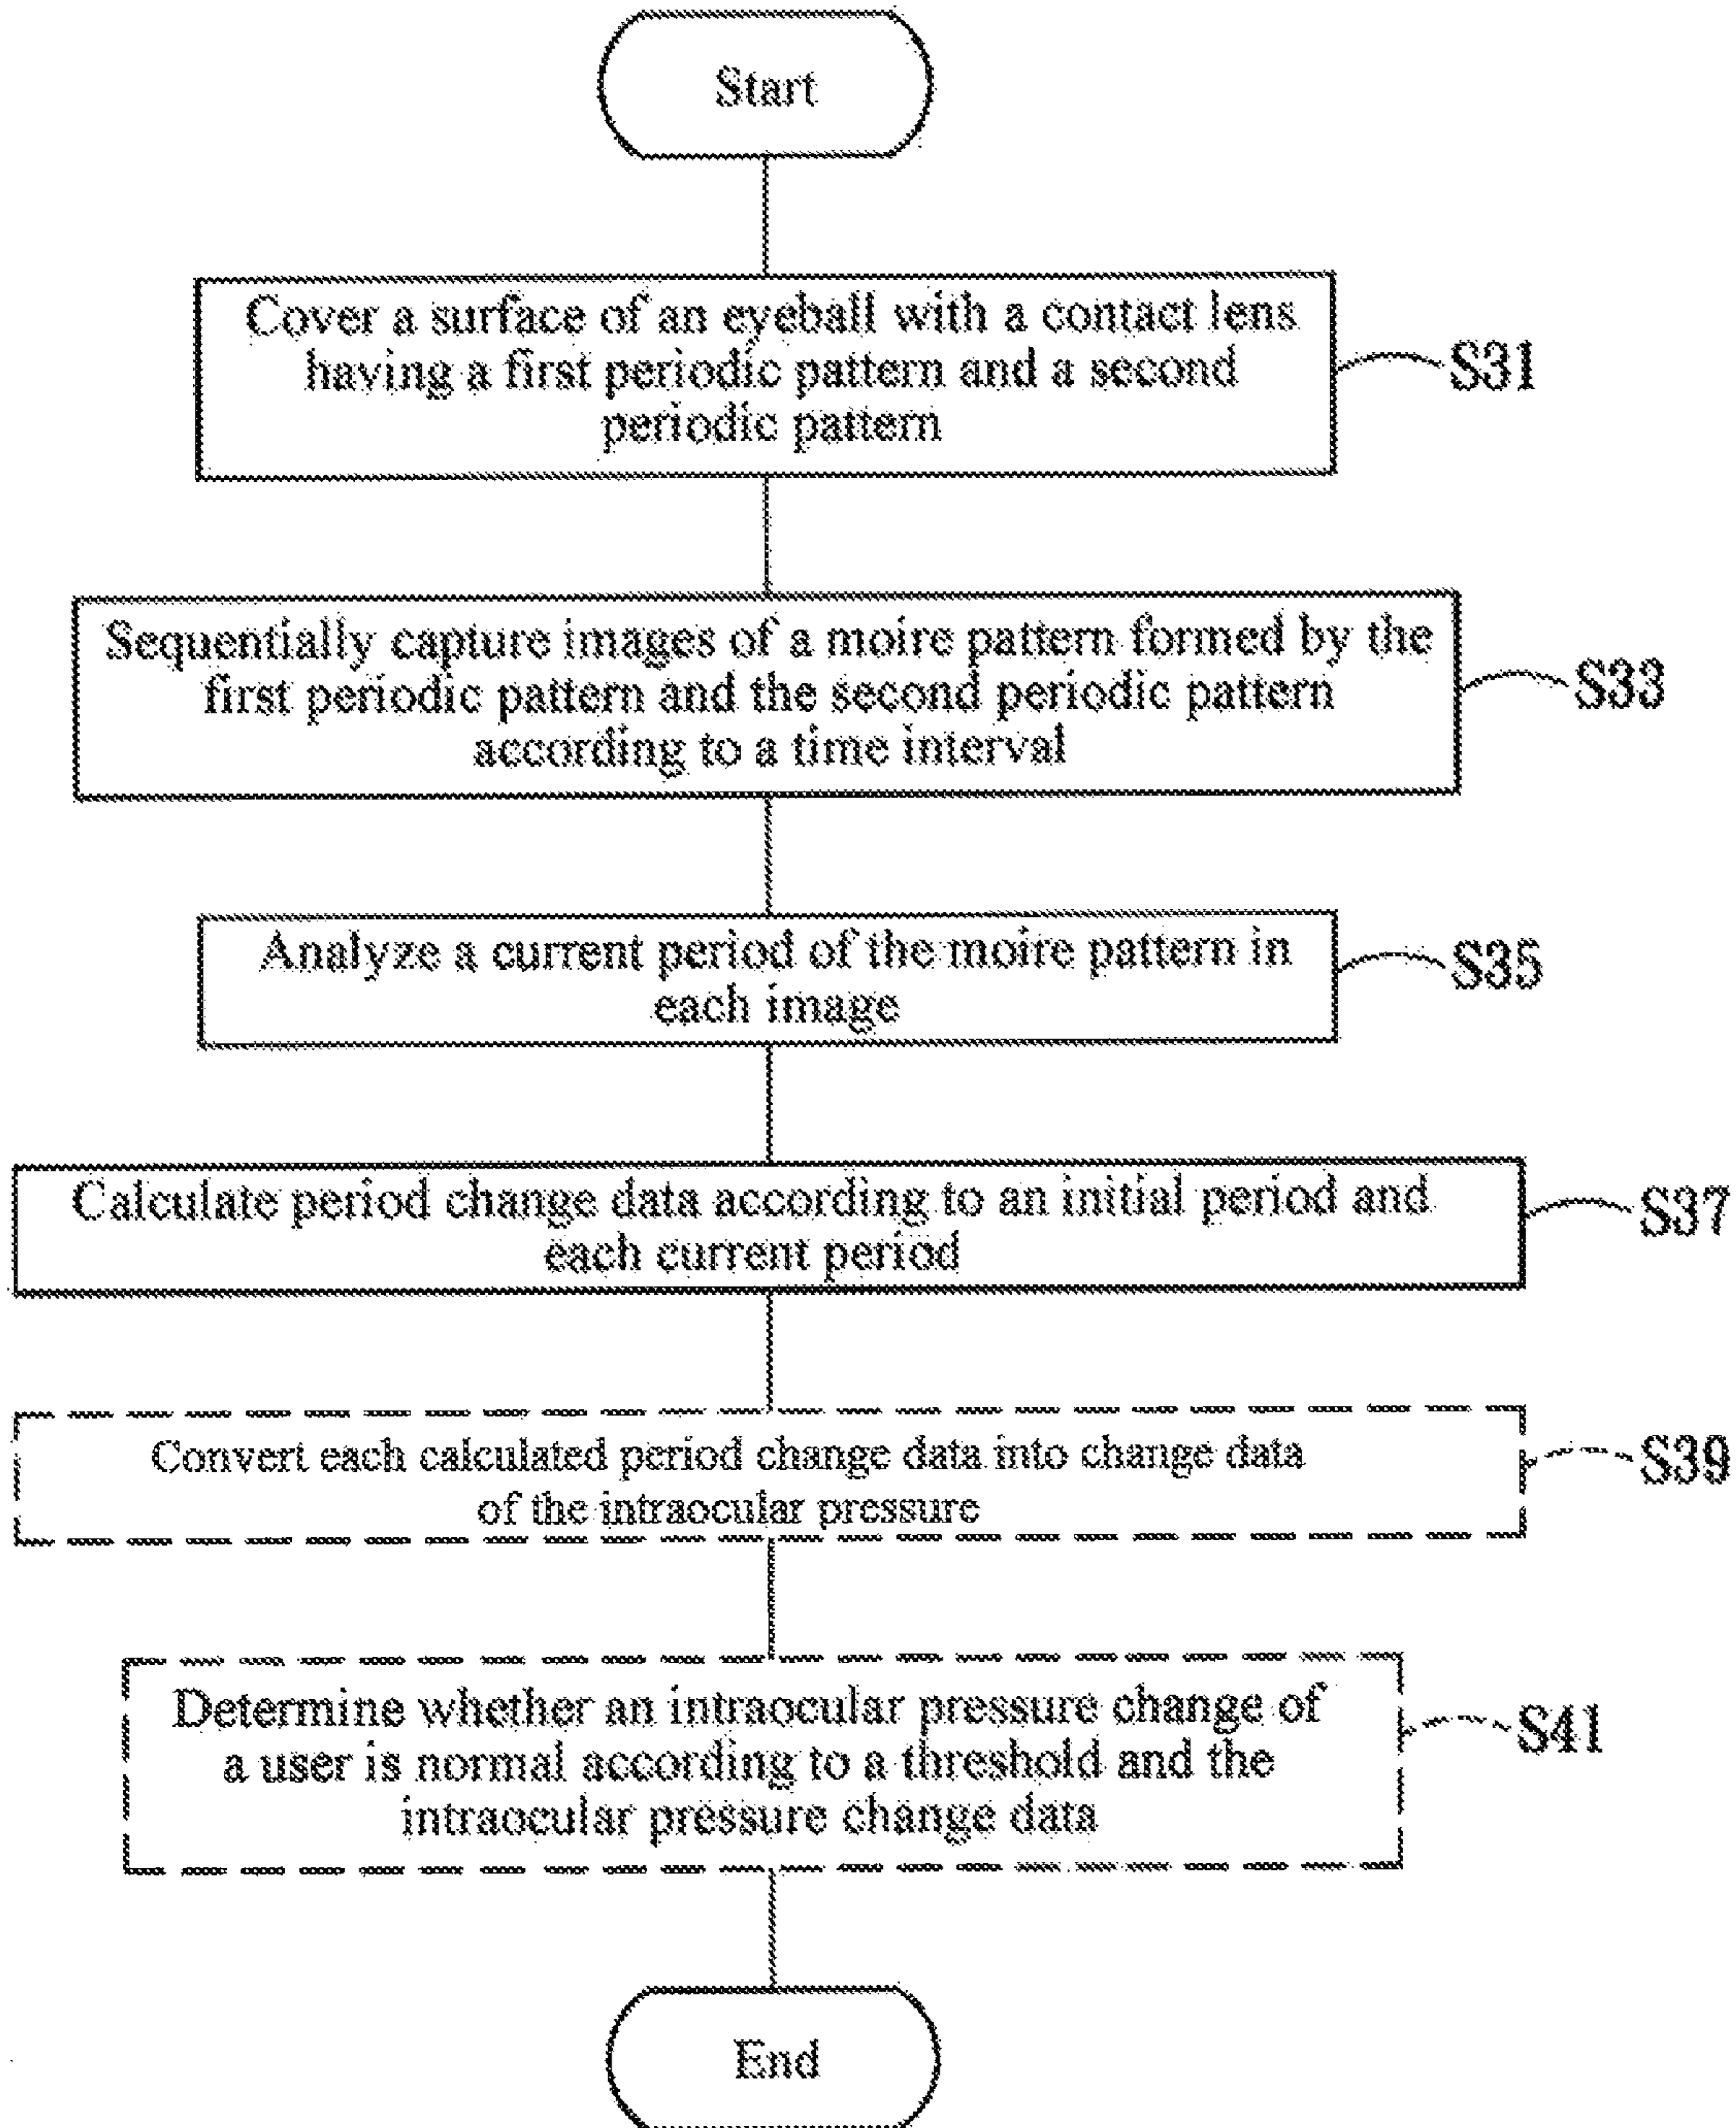 Start
Cover a surface of an eyeball with a contact lens
having a first periodic pattern and a second
periodic pattern
S31
Sequentially capture images of a moire pattern formed by the
first periodic pattern and the second periodic pattern
according to a time interval
S33
Analyze a current period of the moire pattern in
each image
S35
Calculate period change data according to an initial period and
each current period
S37
Convert each calculated period change data into change data
of the intraocular pressure
S39
Determine whether an intraocular pressure change of
a user is normal according to a threshold and the
intraocular pressure change data
S41
End